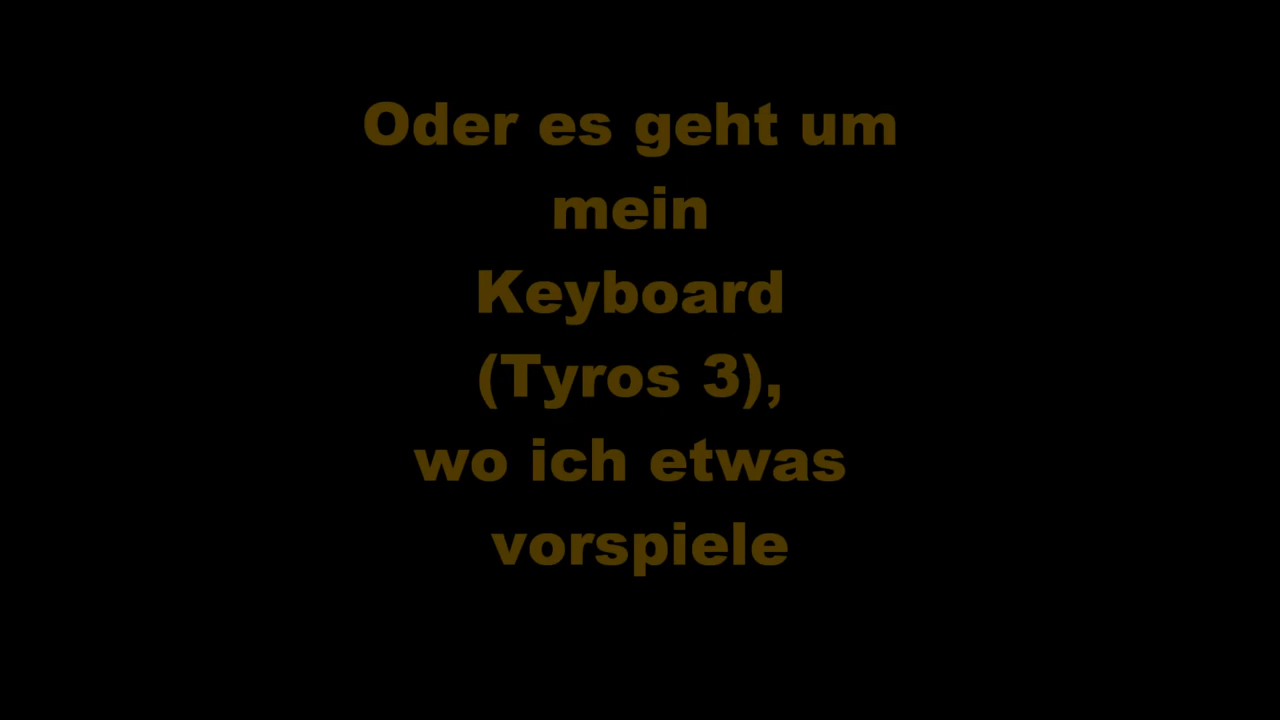 Oder es geht um
mein
Keyboard
(Tyros 3),
wo ich etwas
vorspiele